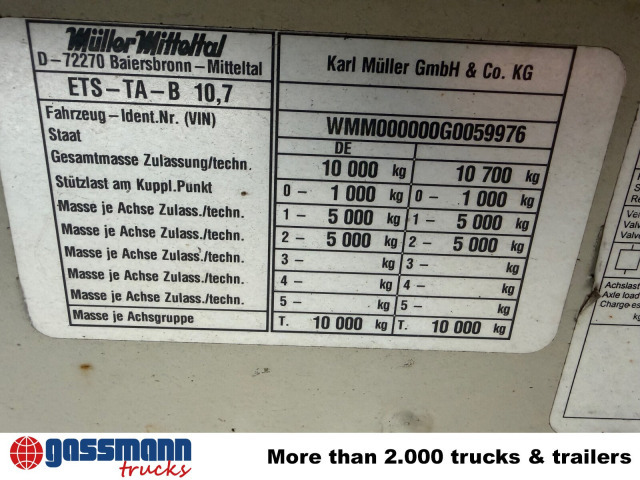 Müller Mitteltal
D-72270 Baiersbronn-Mitteltal
Karl Müller GmbH & Co. KG
ETS-TA-B 10,7
Fahrzeug-Ident.Nr. (VIN) WMM000000G0059976
Staat DE
Gesamtmasse Zulassung/techn. 10 000 kg 10 700 kg
Stützlast am Kuppl.Punkt 0 - 1 000 kg 0 - 1 000 kg
Masse je Achse Zulass./techn. 1 - 5 000 kg 1 - 5 000 kg
Masse je Achse Zulass./techn. 2 - 5 000 kg 2 - 5 000 kg
Masse je Achse Zulass./techn. 3 - kg 3 - kg
Masse je Achse Zulass./techn. 4 - kg 4 - kg
Masse je Achse Zulass./techn. 5 - kg 5 - kg
Masse je Achsgruppe T. 10 000 kg T. 10 000 kg
Achslast
Axle load
Charge es
kg
gassmann
trucks
More than 2.000 trucks & trailers